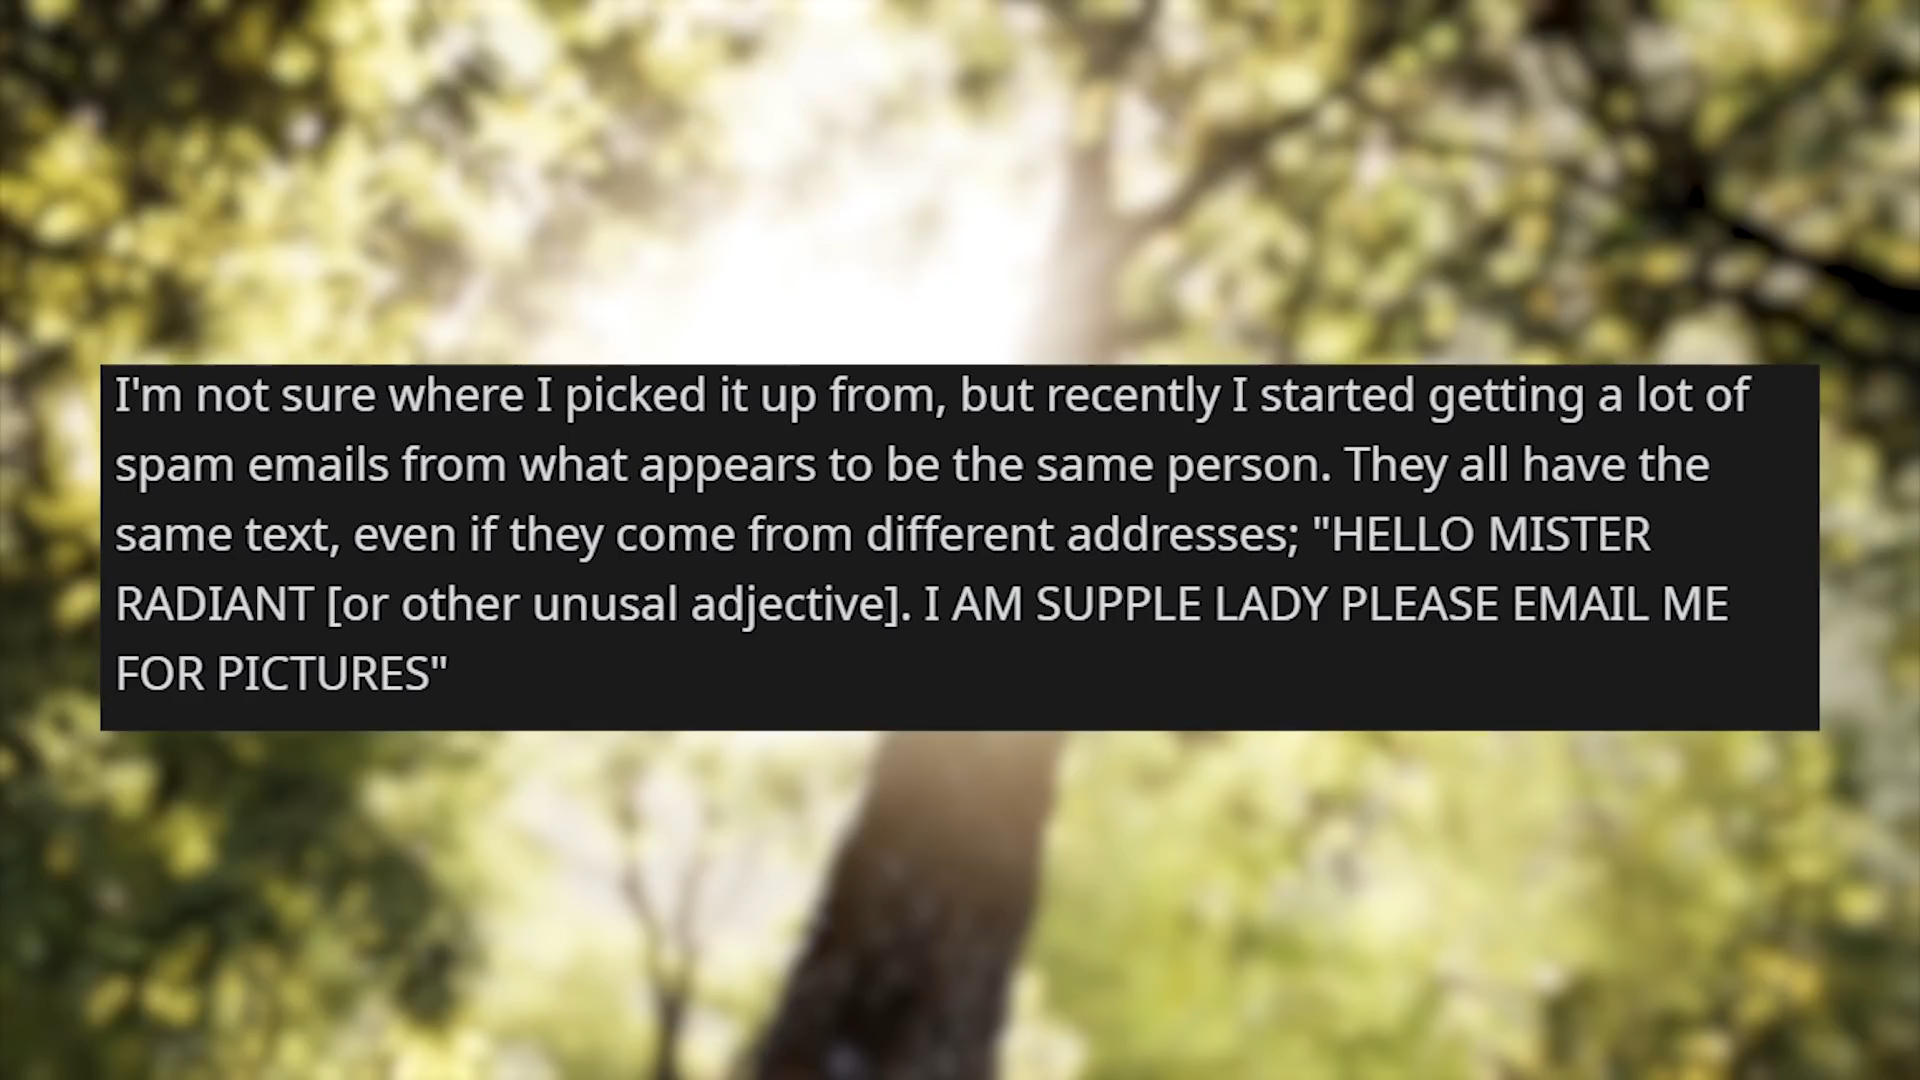 I'm not sure where I picked it up from, but recently I started getting a lot of
spam emails from what appears to be the same person. They all have the
same text, even if they come from different addresses; "HELLO MISTER
RADIANT [or other unusal adjective]. I AM SUPPLE LADY PLEASE EMAIL ME
FOR PICTURES"